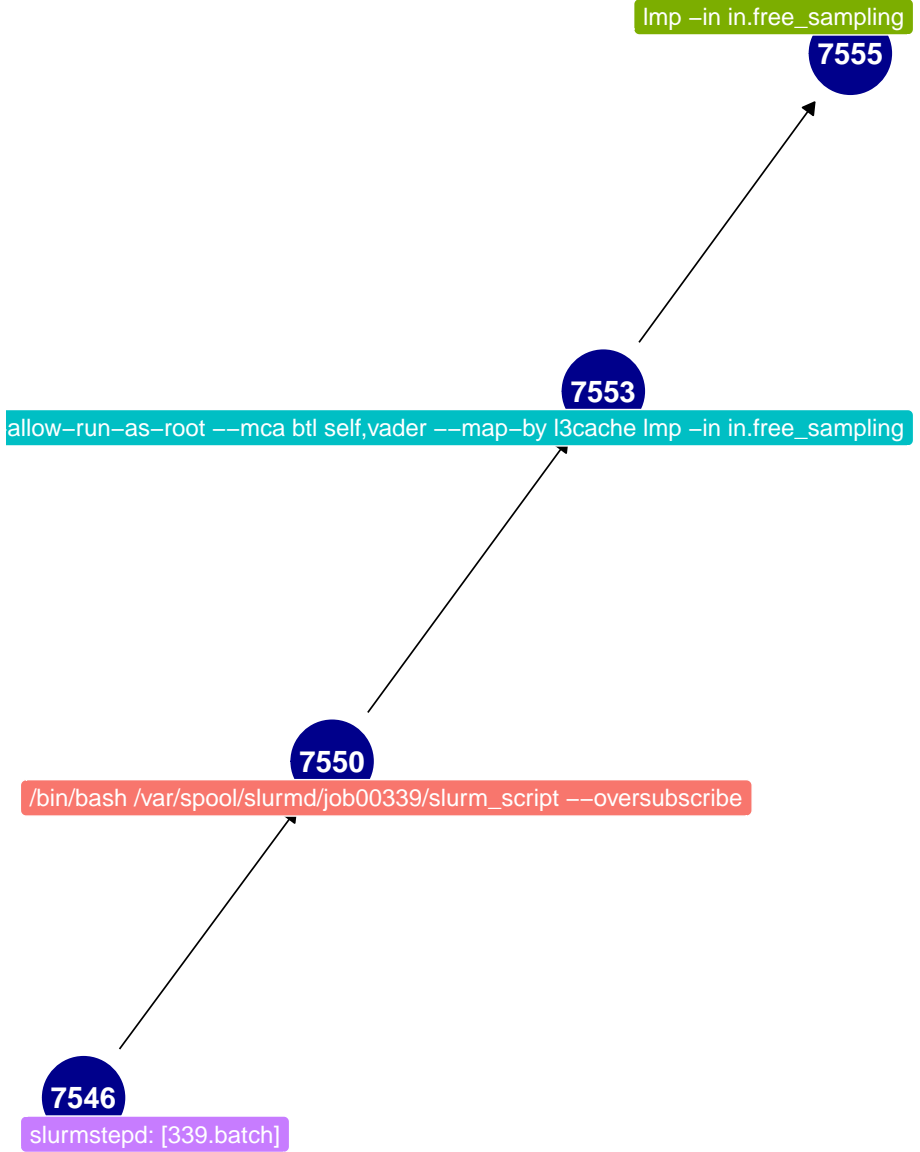 lmp −in in.free_sampling
7555
7553
allow−run−as−root −−mca btl self,vader −−map−by l3cache lmp −in in.free_sampling
7550
/bin/bash /var/spool/slurmd/job00339/slurm_script −−oversubscribe
7546
slurmstepd: [339.batch]